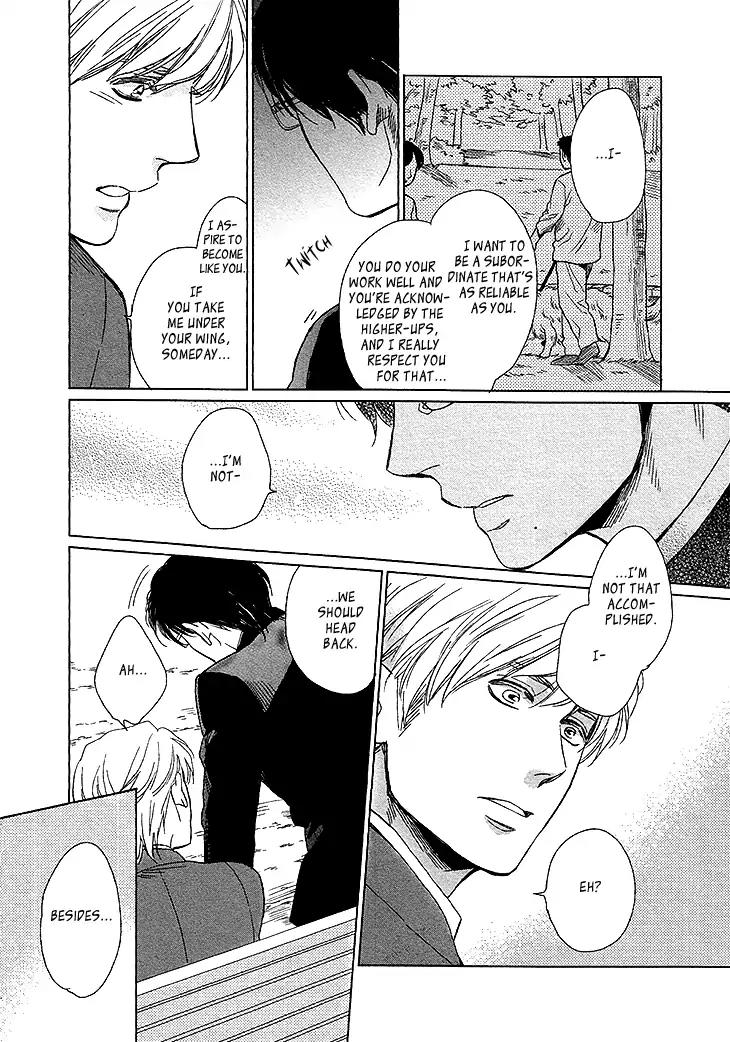 ...I-
I WANT TO
BE A SUBOR-
DINATE THAT'S
AS RELIABLE
AS YOU.
YOU DO YOUR
WORK WELL AND
YOU'RE ACKNOW-
LEDGED BY THE
HIGHER-UPS,
AND I REALLY
RESPECT YOU
FOR THAT...
TWITCH
I AS-
PIRE TO
BECOME
LIKE YOU.
IF
YOU TAKE
ME UNDER
YOUR WING,
SOMEDAY...
...I'M
NOT-
...I'M
NOT THAT
ACCOM-
PLISHED.
I-
EH?
...WE
SHOULD
HEAD
BACK.
AH...
BESIDES...